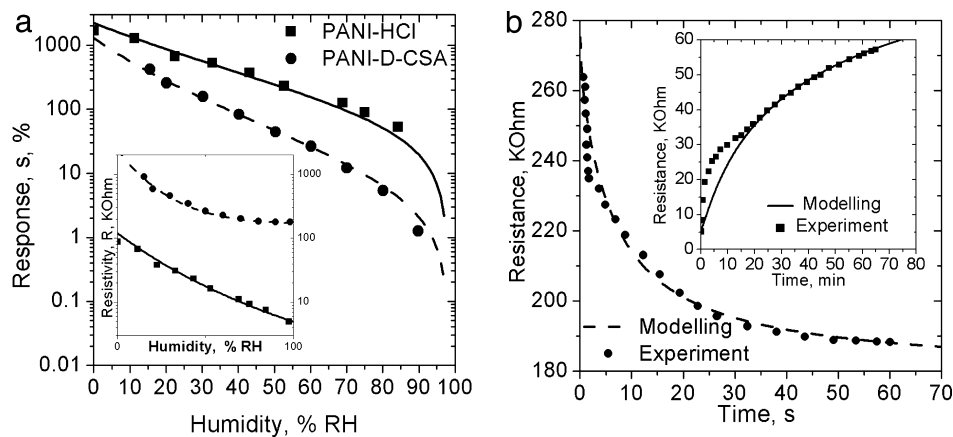 a
PANI-HCl
PANI-D-CSA
1000
100
10
1
0.1
0.01
Response, s, %
0 10 20 30 40 50 60 70 80 90 100
Humidity, % RH
1000
100
10
Resistivity, R, KOhm
0 100
Humidity, % RH
b
280
260
240
220
200
180
Resistance, KOhm
0 10 20 30 40 50 60 70
Time, s
Modelling
Experiment
60
50
40
30
20
10
0
Resistance, KOhm
Modelling
Experiment
0 10 20 30 40 50 60 70 80
Time, min